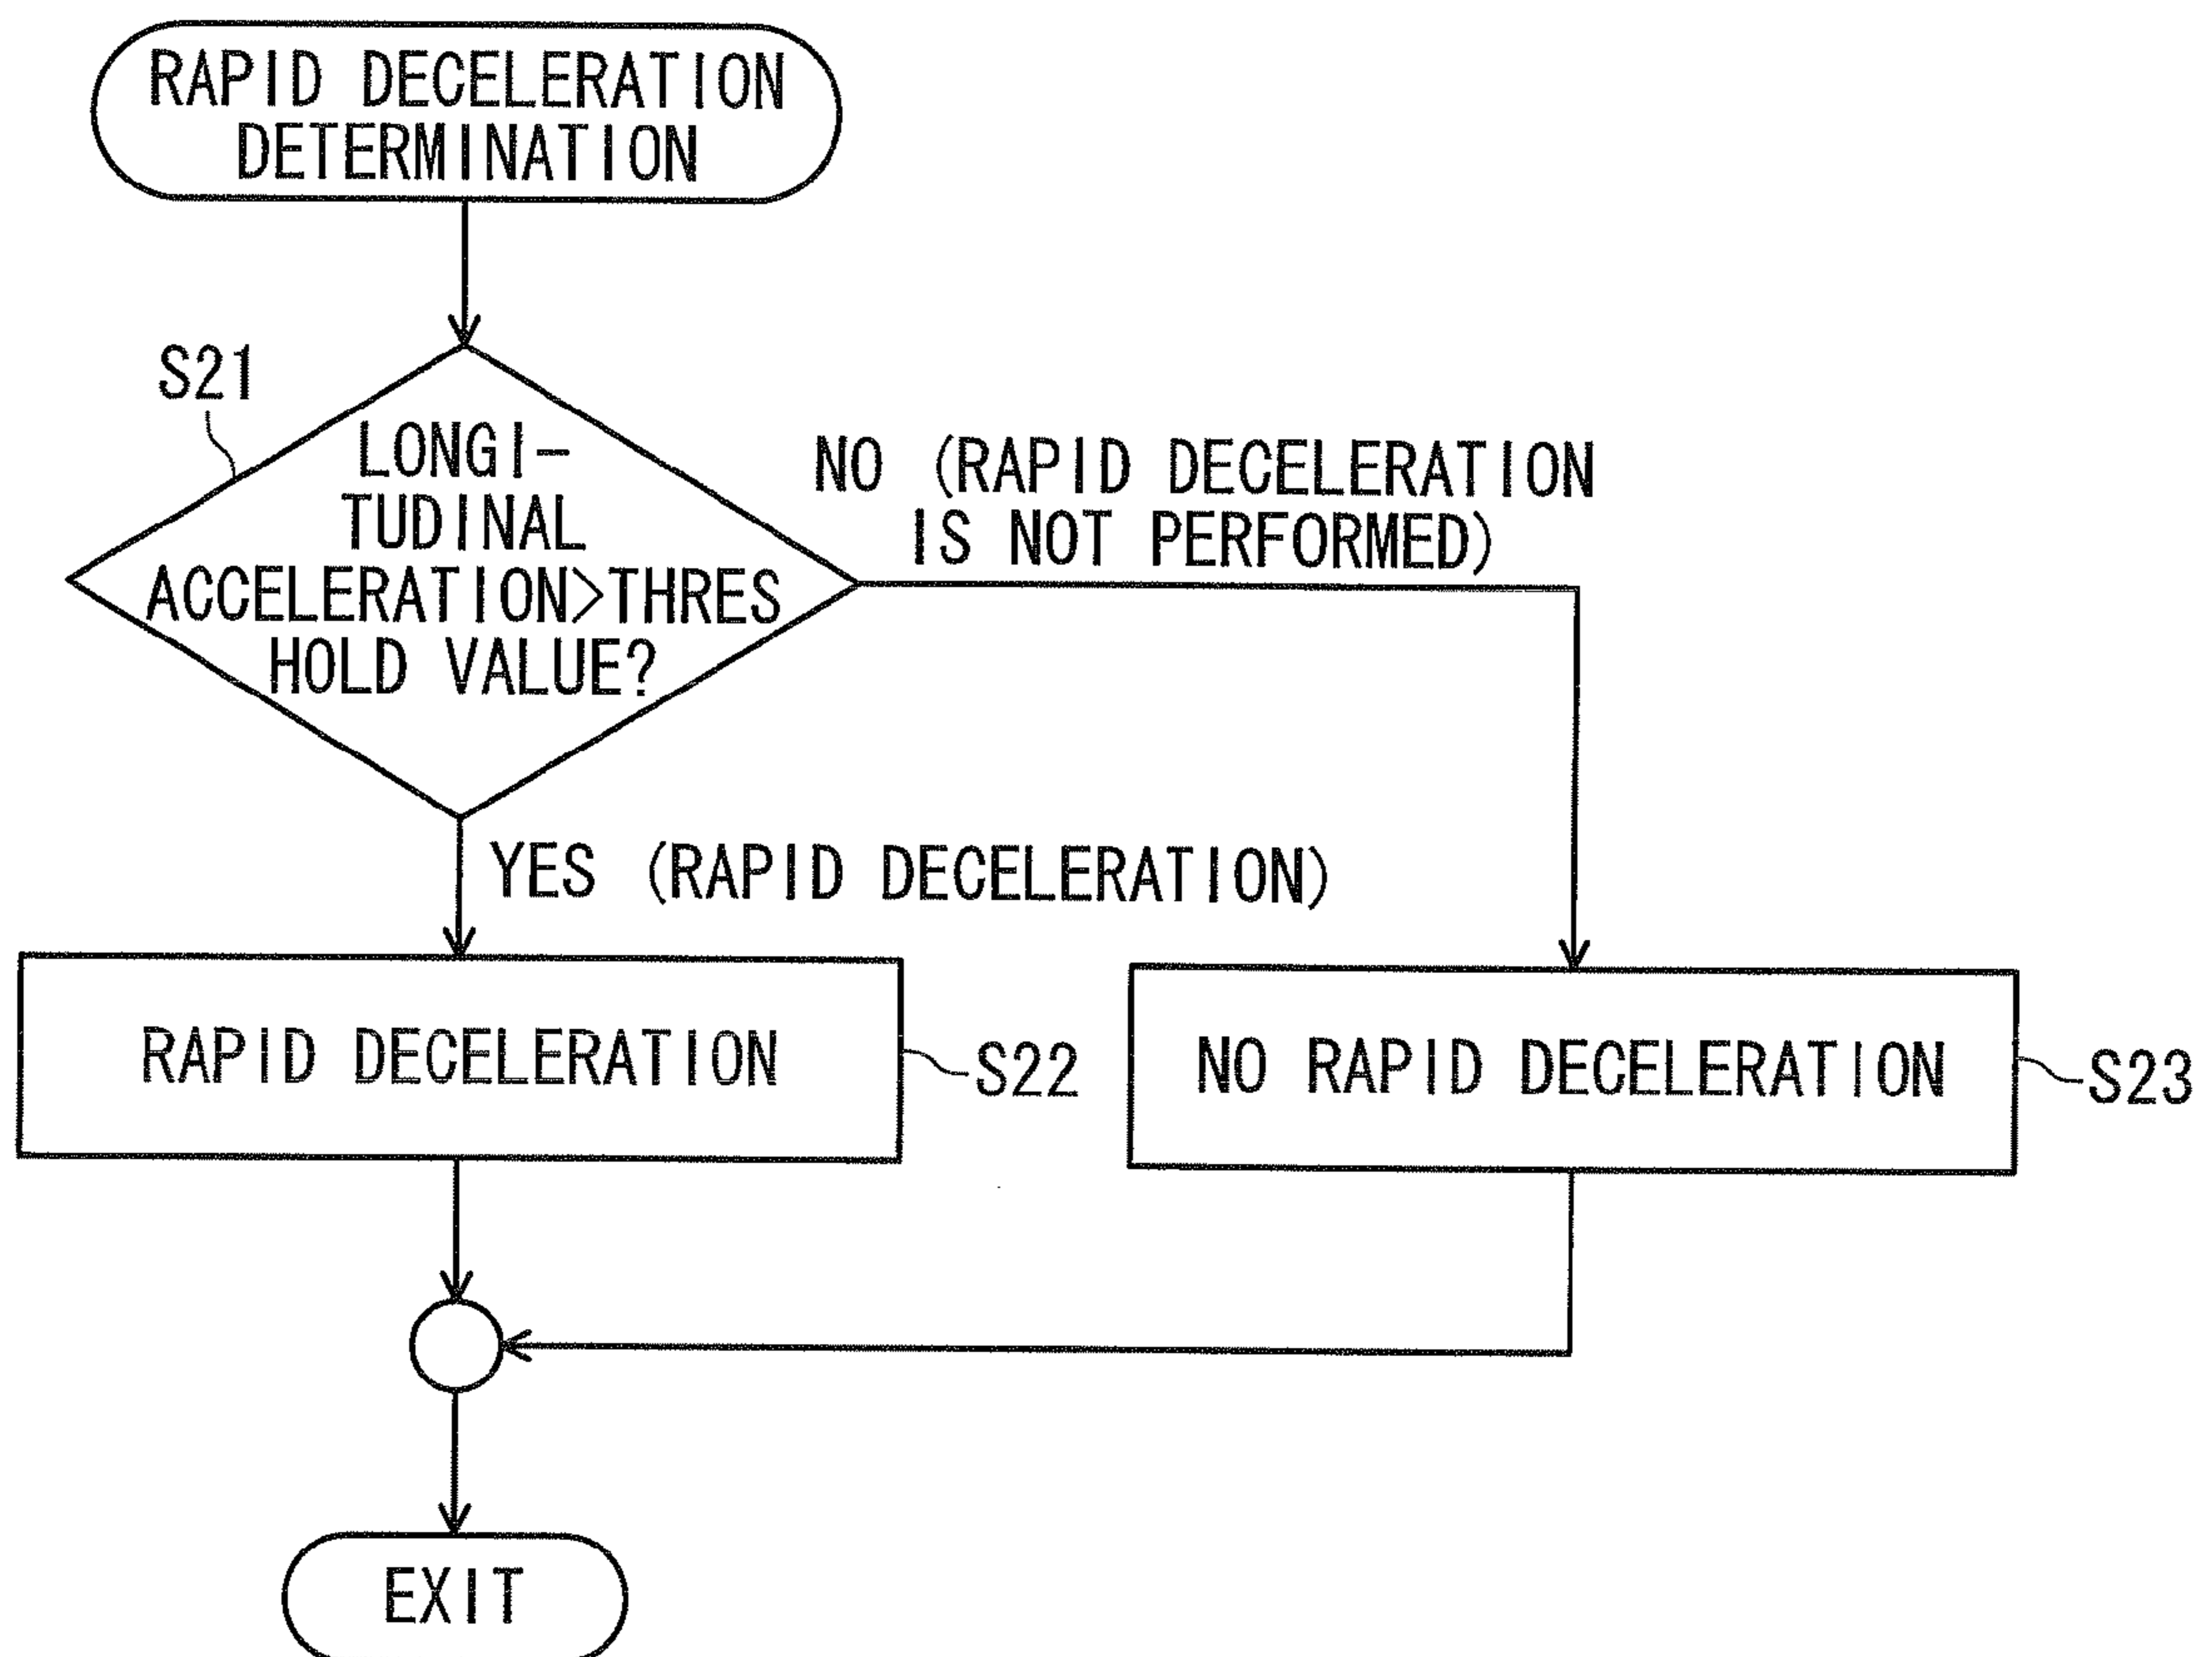 RAPID DECELERATION
DETERMINATION
S21
LONGI-
TUDINAL
ACCELERATION>THRES
HOLD VALUE?
NO (RAPID DECELERATION
IS NOT PERFORMED)
YES (RAPID DECELERATION)
RAPID DECELERATION
S22
NO RAPID DECELERATION
S23
EXIT